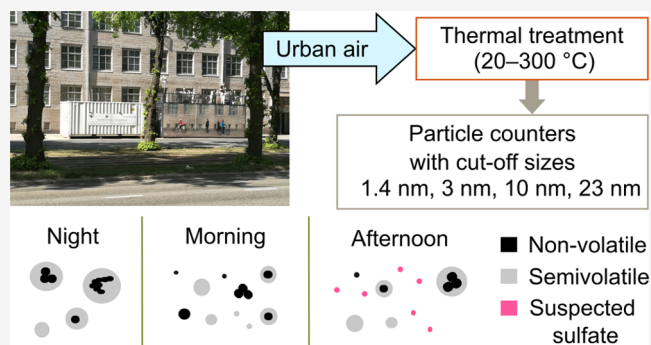 Urban air
Thermal treatment
(20–300 °C)
Particle counters
with cut-off sizes
1.4 nm, 3 nm, 10 nm, 23 nm
Night
Morning
Afternoon
Non-volatile
Semivolatile
Suspected
sulfate